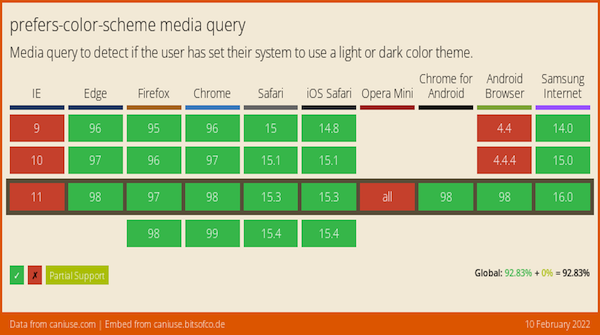 prefers-color-scheme media query
Media query to detect if the user has set their system to use a light or dark color theme.
IE Edge Firefox Chrome Safari iOS Safari Opera Mini Chrome for Android Android Browser Samsung Internet
9 96 95 96 15 14.8 4.4 14.0
10 97 96 97 15.1 15.1 4.4.4 15.0
11 98 97 98 15.3 15.3 all 98 98 16.0
98 99 15.4 15.4
✓ ✗ Partial Support Global: 92.83% + 0% = 92.83%
Data from caniuse.com | Embed from caniuse.bitsofco.de 10 February 2022